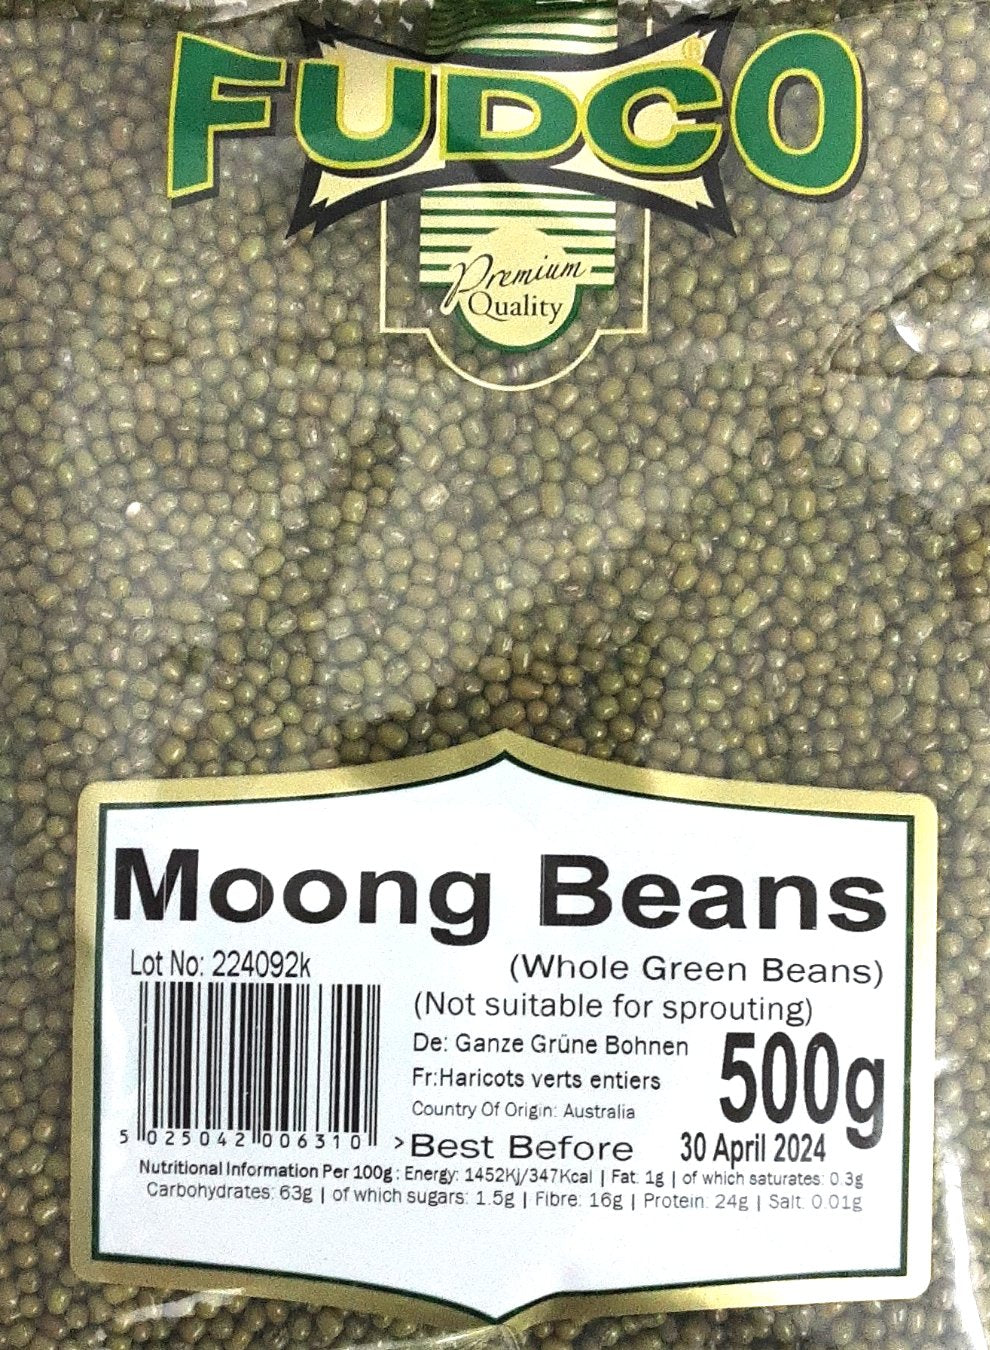 FUDCO®
Premium
Quality
Moong Beans
Lot No: 224092k
(Whole Green Beans)
(Not suitable for sprouting)
De: Ganze Grüne Bohnen
500g
Fr:Haricots verts entiers
Country Of Origin: Australia
5 025042 006310 >
Best Before 30 April 2024
Nutritional Information Per 100g: Energy: 1452Kj/347Kcal | Fat: 1g | of which saturates: 0.3g
Carbohydrates: 63g | of which sugars: 1.5g | Fibre: 16g | Protein: 24g | Salt: 0.01g